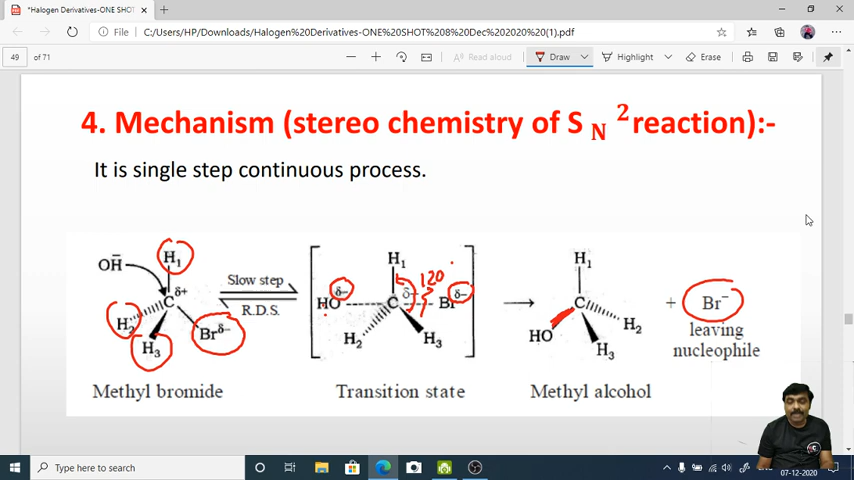 *Halogen Derivatives-ONE SHOT
File
C:/Users/HP/Downloads/Halogen%20Derivatives-ONE%20SHOT%208%20Dec%202020%20(1).pdf
49 of 71
Read aloud
Draw
Highlight
Erase
4. Mechanism (stereo chemistry of S N 2 reaction):-
It is single step continuous process.
OH̄ H₁ C δ+ H₂ H₃ Br δ−
Slow step
R.D.S.
HO δ− H₁ C δ− 120 Br δ− H₂ H₃
H₁ C HO H₂ H₃
+ Br⁻
leaving
nucleophile
Methyl bromide
Transition state
Methyl alcohol
Type here to search
07-12-2020